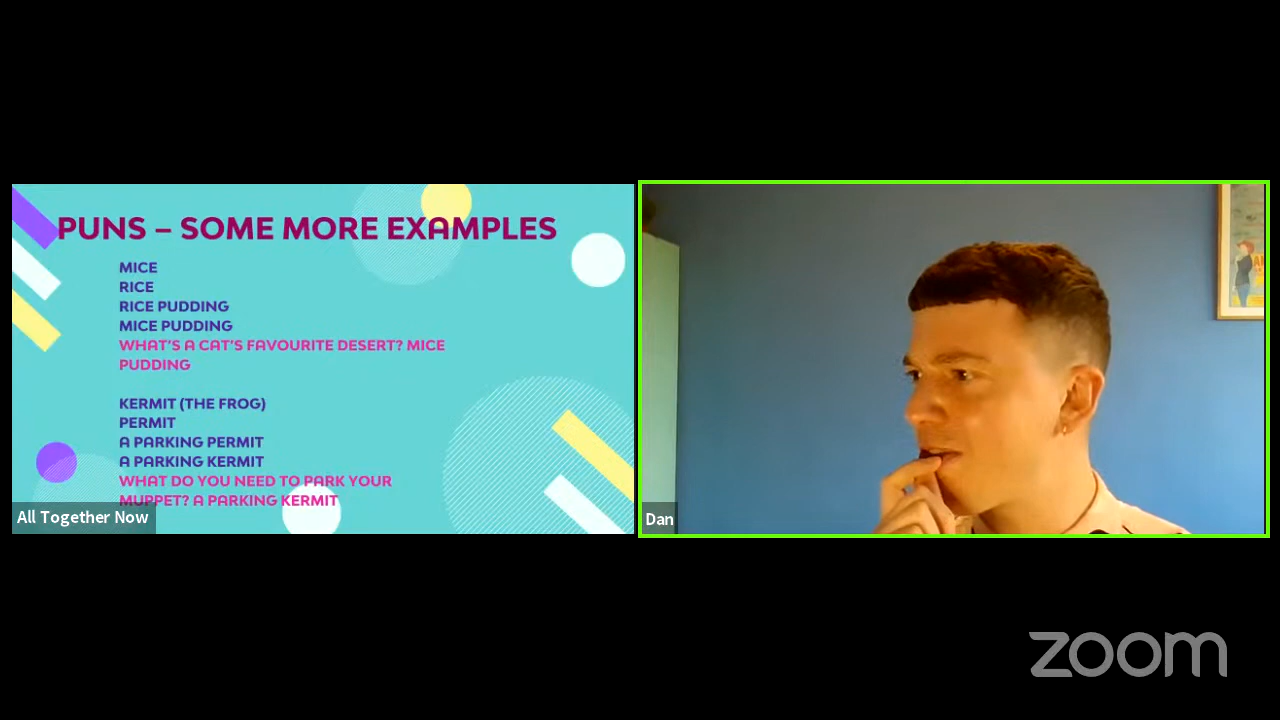 PUNS – SOME MORE EXAMPLES
MICE
RICE
RICE PUDDING
MICE PUDDING
WHAT'S A CAT'S FAVOURITE DESERT? MICE
PUDDING
KERMIT (THE FROG)
PERMIT
A PARKING PERMIT
A PARKING KERMIT
WHAT DO YOU NEED TO PARK YOUR
MUPPET? A PARKING KERMIT
All Together Now
Dan
zoom